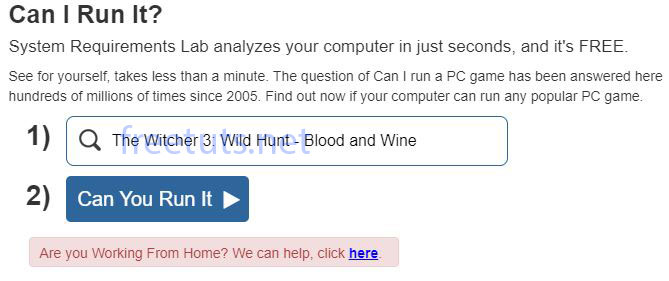 Can I Run It?
System Requirements Lab analyzes your computer in just seconds, and it's FREE.
See for yourself, takes less than a minute. The question of Can I run a PC game has been answered here
hundreds of millions of times since 2005. Find out now if your computer can run any popular PC game.
1) The Witcher 3: Wild Hunt - Blood and Wine
freetuts.net
2) Can You Run It
Are you Working From Home? We can help, click here.